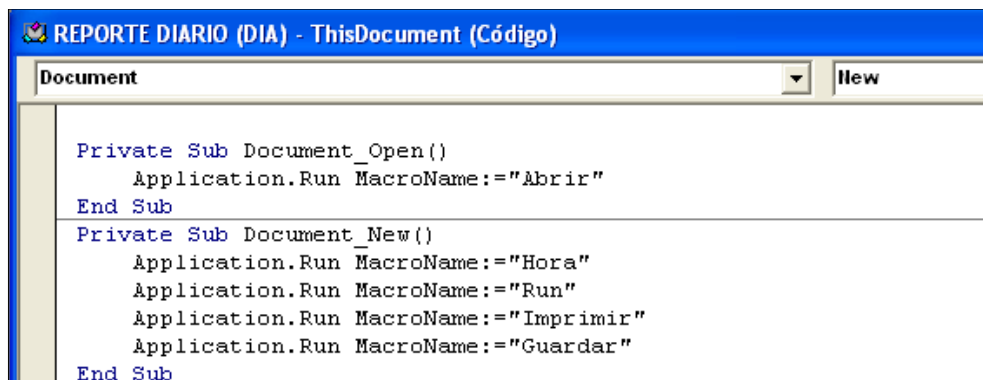 REPORTE DIARIO (DIA) - ThisDocument (Código)
Document New
Private Sub Document_Open()
Application.Run MacroName:="Abrir"
End Sub
Private Sub Document_New()
Application.Run MacroName:="Hora"
Application.Run MacroName:="Run"
Application.Run MacroName:="Imprimir"
Application.Run MacroName:="Guardar"
End Sub